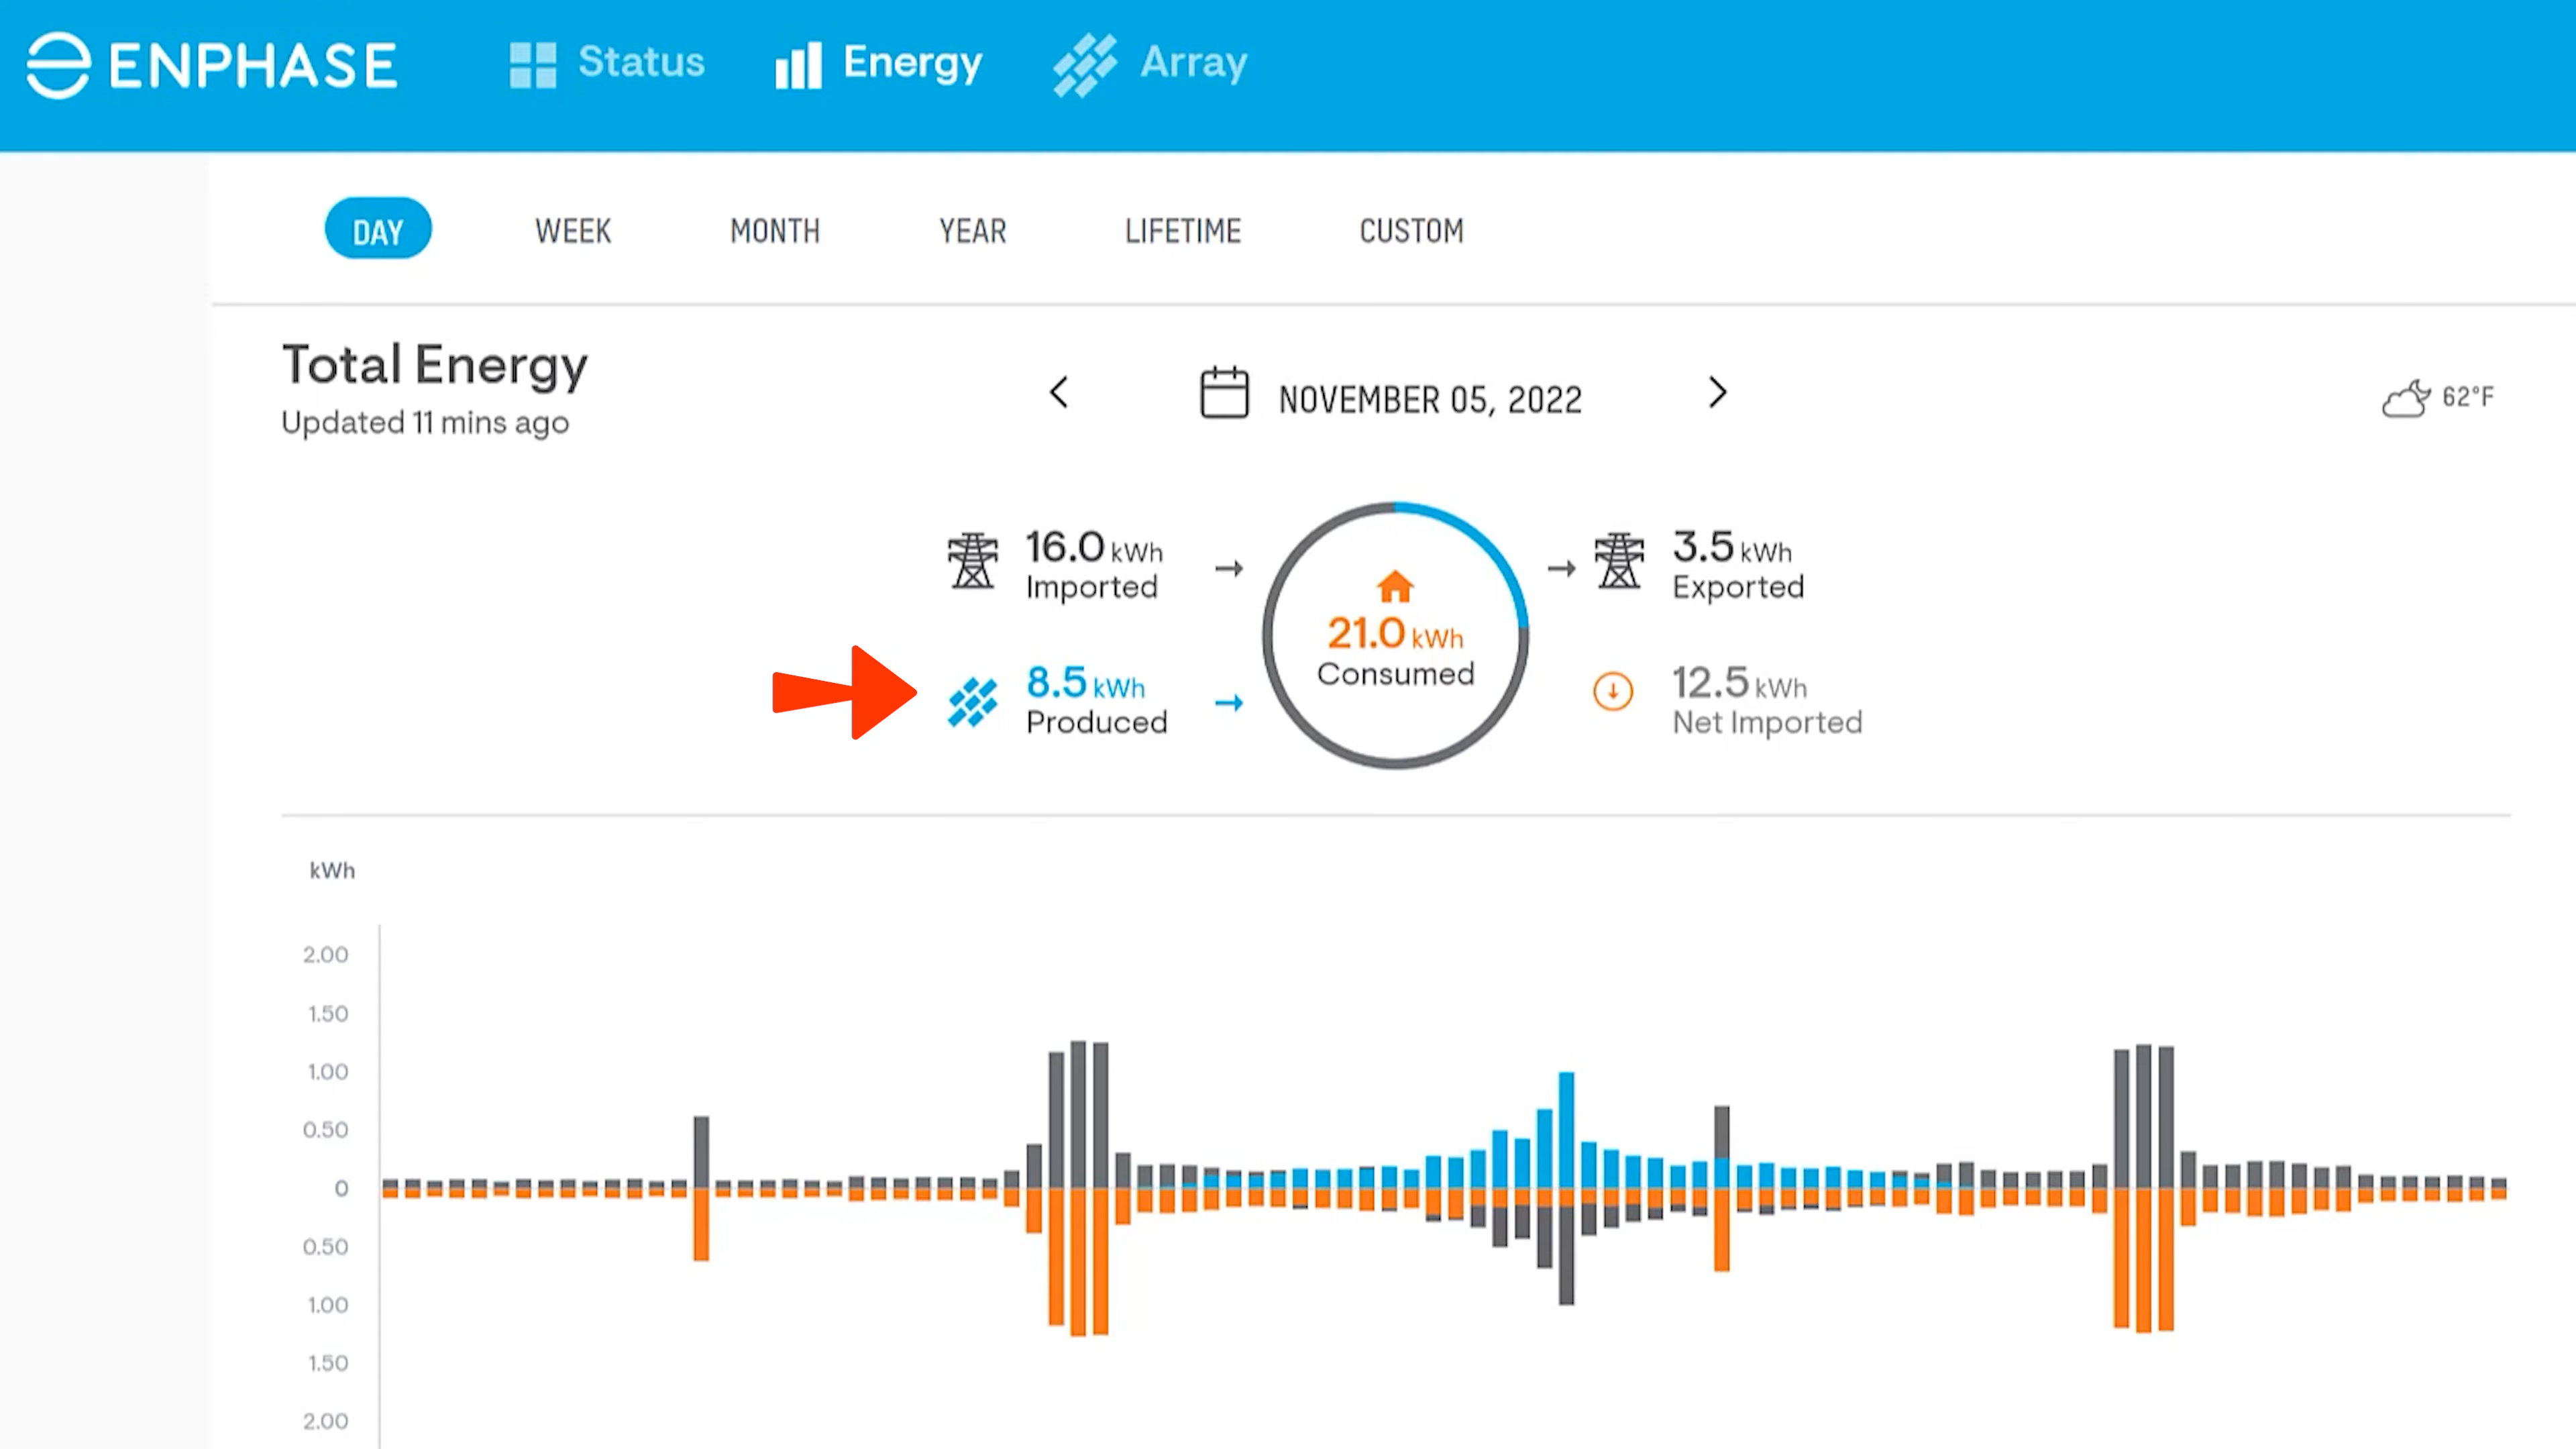 ENPHASE Status Energy Array
DAY WEEK MONTH YEAR LIFETIME CUSTOM
Total Energy
Updated 11 mins ago
NOVEMBER 05, 2022
62°F
16.0 kWh
Imported
8.5 kWh
Produced
21.0 kWh
Consumed
3.5 kWh
Exported
12.5 kWh
Net Imported
kWh
2.00
1.50
1.00
0.50
0
0.50
1.00
1.50
2.00